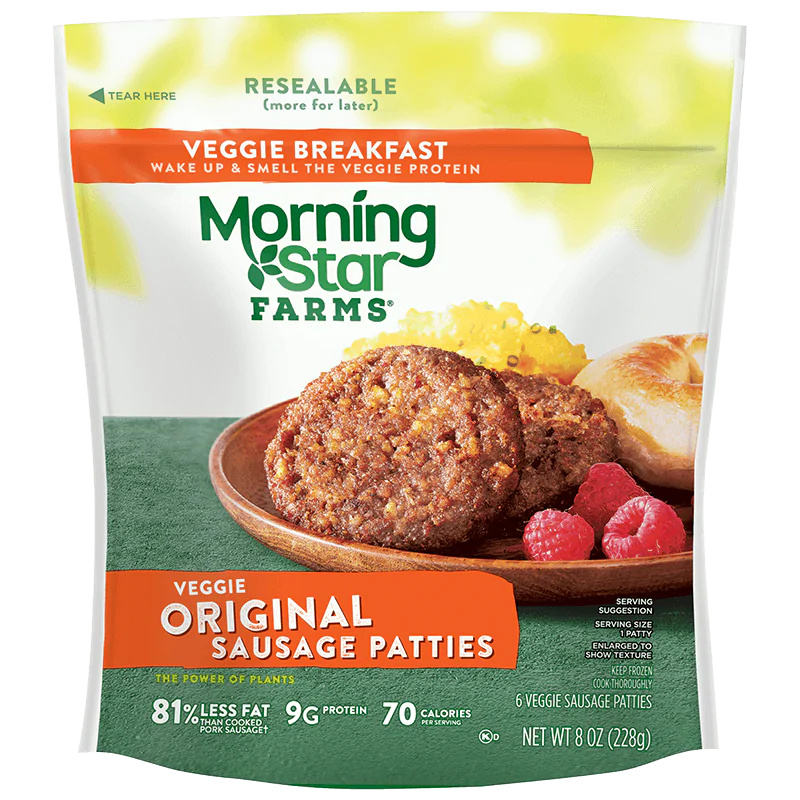 TEAR HERE
RESEALABLE
(more for later)
VEGGIE BREAKFAST
WAKE UP & SMELL THE VEGGIE PROTEIN
Morning
Star
FARMS®
VEGGIE
ORIGINAL
SAUSAGE PATTIES
THE POWER OF PLANTS
81% LESS FAT
THAN COOKED
PORK SAUSAGE†
9G PROTEIN
70 CALORIES
PER SERVING
SERVING
SUGGESTION
SERVING SIZE
1 PATTY
ENLARGED TO
SHOW TEXTURE
KEEP FROZEN
COOK THOROUGHLY
6 VEGGIE SAUSAGE PATTIES
K D
NET WT 8 OZ (228g)